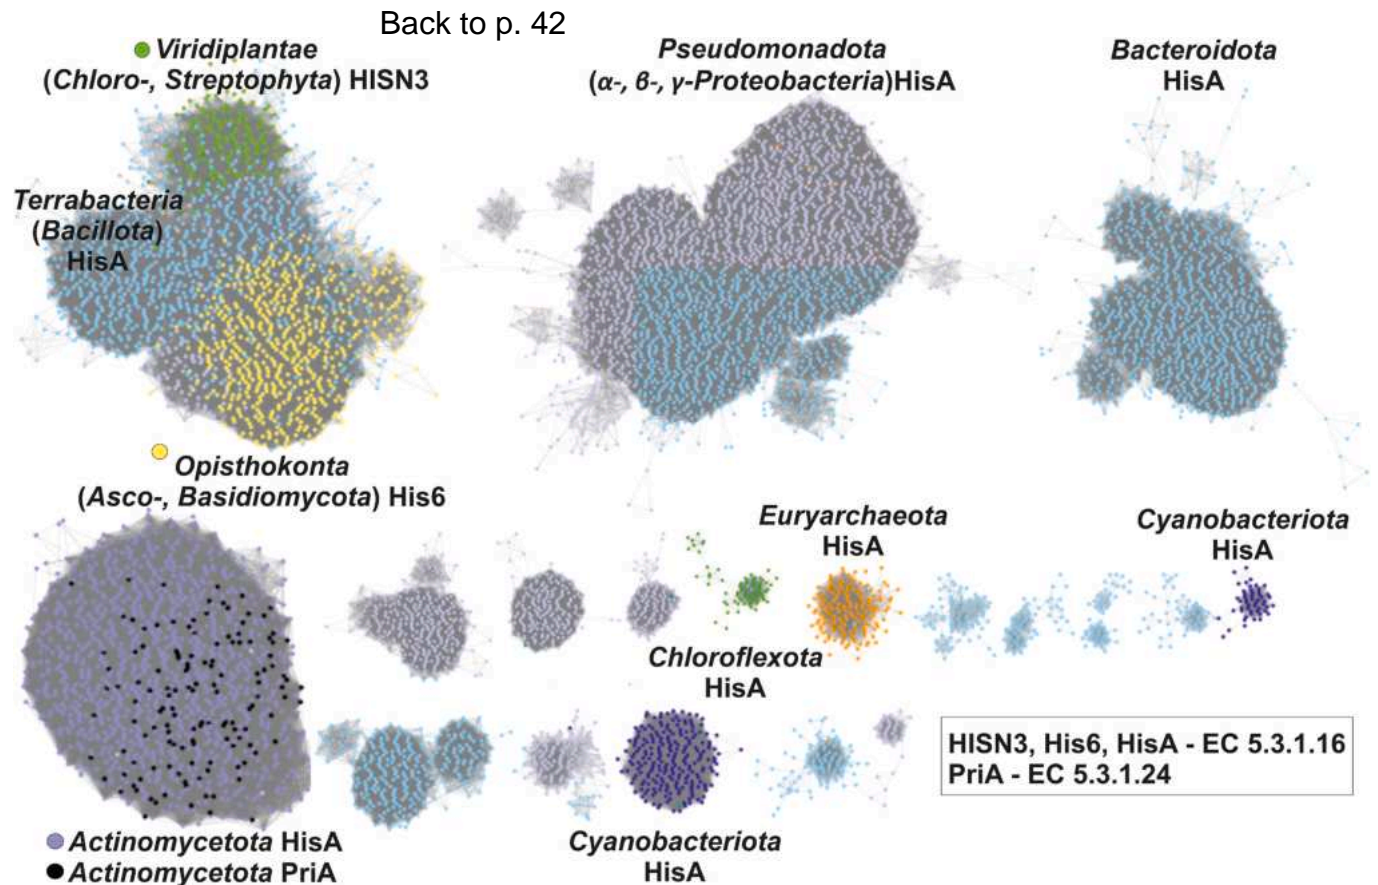 Back to p. 42
Viridiplantae
(Chloro-, Streptophyta) HISN3
Pseudomonadota
(α-, β-, γ-Proteobacteria)HisA
Bacteroidota
HisA
Terrabacteria
(Bacillota)
HisA
Opisthokonta
(Asco-, Basidiomycota) His6
Euryarchaeota
HisA
Cyanobacteriota
HisA
Chloroflexota
HisA
HISN3, His6, HisA - EC 5.3.1.16
PriA - EC 5.3.1.24
Actinomycetota HisA
Actinomycetota PriA
Cyanobacteriota
HisA